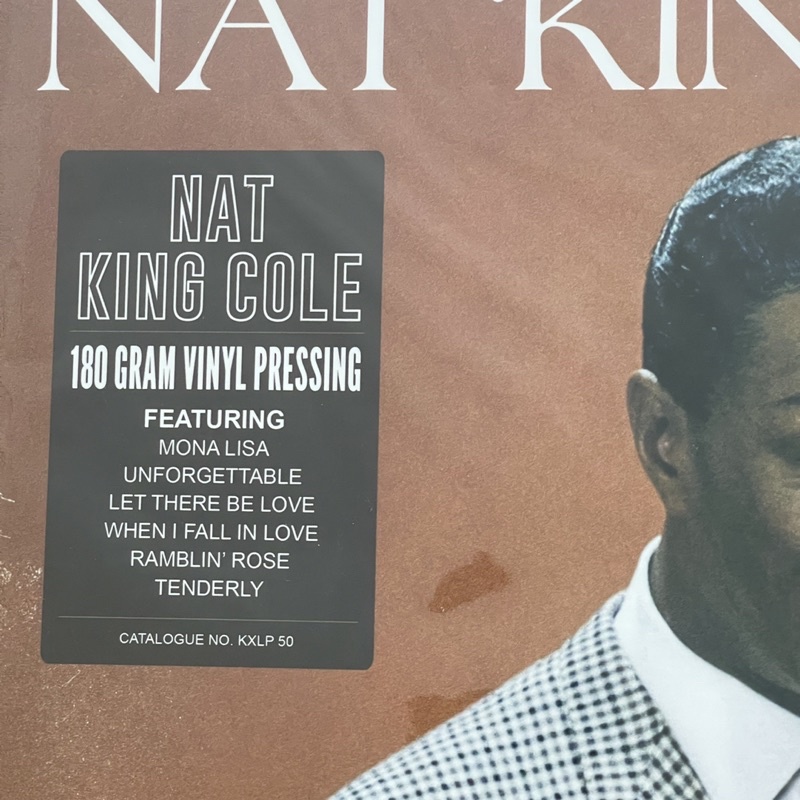 NAT KIN
NAT
KING COLE
180 GRAM VINYL PRESSING
FEATURING
MONA LISA
UNFORGETTABLE
LET THERE BE LOVE
WHEN I FALL IN LOVE
RAMBLIN' ROSE
TENDERLY
CATALOGUE NO. KXLP 50